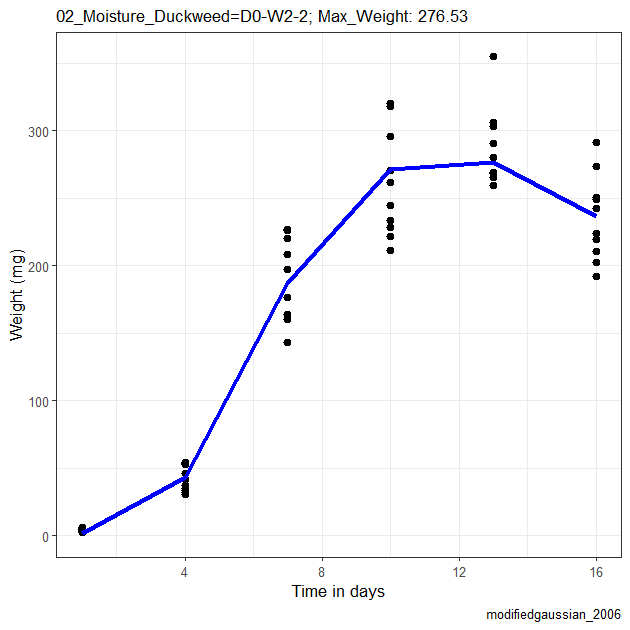 02_Moisture_Duckweed=D0-W2-2; Max_Weight: 276.53
300
200
100
0
Weight (mg)
4
8
12
16
Time in days
modifiedgaussian_2006